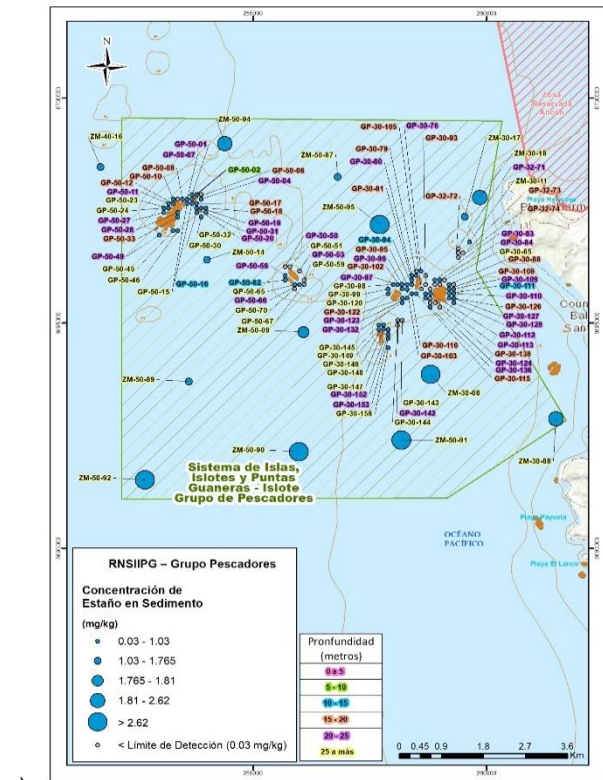 255000
260000
N
Zona
Reservada
Ancón
ZM-50-94
GP-30-105
GP-30-76
ZM-40-16
GP-50-01
GP-50-07
ZM-50-87
GP-30-79
GP-30-80
GP-30-93
ZM-30-17
ZM-30-18
GP-50-08
GP-50-10
GP-50-02
GP-50-06
GP-50-04
GP-32-71
ZM-30-11
GP-50-12
GP-50-11
GP-50-23
GP-50-24
GP-50-27
GP-50-28
GP-50-33
GP-50-17
GP-50-18
GP-50-19
GP-50-31
GP-50-20
GP-30-81
GP-32-72
GP-32-73
GP-32-74
ZM-50-95
GP-50-32
GP-50-30
GP-50-50
GP-50-51
GP-50-53
GP-50-59
GP-30-94
GP-30-95
GP-30-96
GP-30-102
GP-30-83
GP-30-84
GP-30-85
GP-30-88
GP-50-49
GP-50-45
GP-50-46
GP-50-15
GP-50-16
ZM-50-14
GP-50-56
GP-50-62
GP-50-65
GP-50-66
GP-50-70
GP-50-67
ZM-50-09
GP-30-97
GP-30-98
GP-30-99
GP-30-120
GP-30-122
GP-30-123
GP-30-132
GP-30-108
GP-30-109
GP-30-111
GP-30-110
GP-30-126
GP-30-127
GP-30-128
GP-30-112
GP-30-113
GP-30-138
GP-30-124
GP-30-136
GP-30-115
GP-30-145
GP-30-149
GP-30-146
GP-30-148
GP-30-147
GP-30-152
GP-30-153
GP-30-156
GP-30-110
GP-30-103
ZM-30-08
GP-30-143
GP-30-142
GP-30-144
ZM-50-89
ZM-50-90
ZM-50-91
ZM-50-92
ZM-30-88
Sistema de Islas,
Islotes y Puntas
Guaneras - Islote
Grupo de Pescadores
OCÉANO
PACÍFICO
Playa El Lance
RNSIIPG – Grupo Pescadores
Concentración de
Estaño en Sedimento
(mg/kg)
0.03 - 1.03
1.03 - 1.765
1.765 - 1.81
1.81 - 2.62
> 2.62
< Límite de Detección (0.03 mg/kg)
Pronfundidad
(metros)
0 a 5
5 - 10
10 - 15
15 - 20
20 - 25
25 a más
0 0.45 0.9 1.8 2.7 3.6
Km